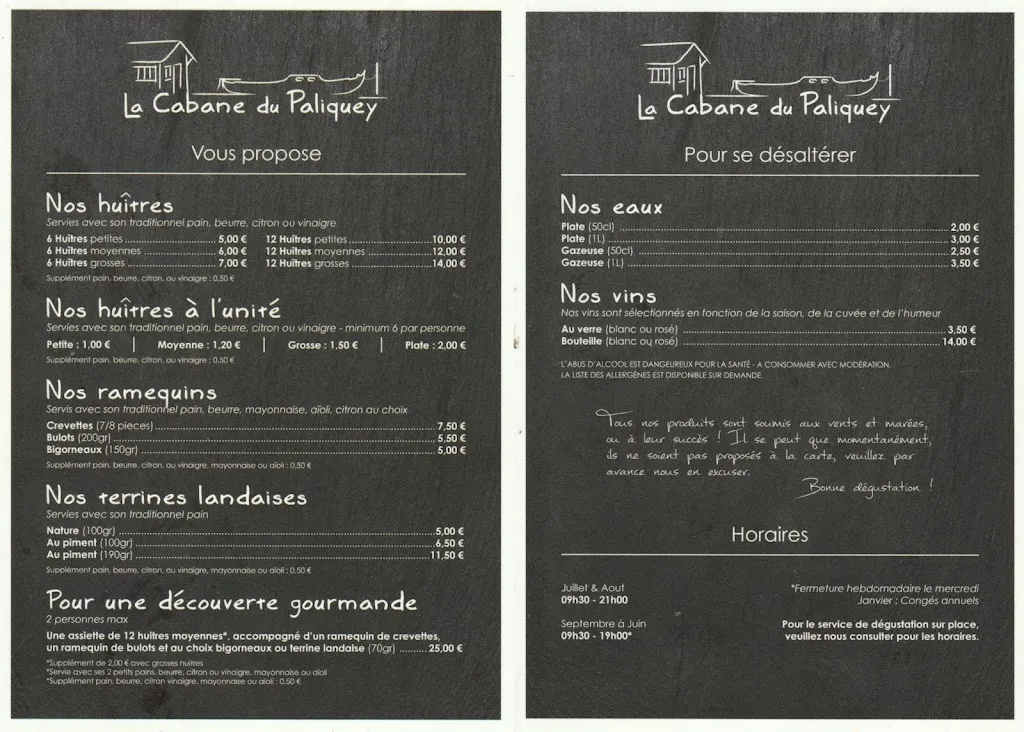 La Cabane du Paliquey
Vous propose
Nos huîtres
Servies avec son traditionnel pain, beurre, citron ou vinaigre
6 Huîtres petites ... 5,00 € 12 Huîtres petites ... 10,00 €
6 Huîtres moyennes ... 6,00 € 12 Huîtres moyennes ... 12,00 €
6 Huîtres grosses ... 7,00 € 12 Huîtres grosses ... 14,00 €
Supplément pain, beurre, citron, ou vinaigre : 0,50 €
Nos huîtres à l'unité
Servies avec son traditionnel pain, beurre, citron ou vinaigre - minimum 6 par personne
Petite : 1,00 € | Moyenne : 1,20 € | Grosse : 1,50 € | Plate : 2,00 €
Supplément pain, beurre, citron, ou vinaigre : 0,50 €
Nos ramequins
Servis avec son traditionnel pain, beurre, mayonnaise, aïoli, citron au choix
Crevettes (7/8 pieces) ... 7,50 €
Bulots (200gr) ... 5,50 €
Bigorneaux (150gr) ... 5,00 €
Supplément pain, beurre, citron, ou vinaigre, mayonnaise ou aïoli : 0,50 €
Nos terrines landaises
Servies avec son traditionnel pain
Nature (100gr) ... 5,00 €
Au piment (100gr) ... 6,50 €
Au piment (190gr) ... 11,50 €
Supplément pain, beurre, citron, ou vinaigre, mayonnaise ou aïoli : 0,50 €
Pour une découverte gourmande
2 personnes max
Une assiette de 12 huîtres moyennes*, accompagné d'un ramequin de crevettes,
un ramequin de bulots et au choix bigorneaux ou terrine landaise (70gr) ... 25,00 €
*Supplément de 2,00 € avec grosses huîtres
*Servie avec ses 2 petits pains, beurre, citron ou vinaigre, mayonnaise ou aïoli
*Supplément pain, beurre, citron vinaigre, mayonnaise ou aïoli : 0,50 €
La Cabane du Paliquey
Pour se désaltérer
Nos eaux
Plate (50cl) ... 2,00 €
Plate (1L) ... 3,00 €
Gazeuse (50cl) ... 2,50 €
Gazeuse (1L) ... 3,50 €
Nos vins
Nos vins sont sélectionnés en fonction de la saison, de la cuvée et de l'humeur
Au verre (blanc ou rosé) ... 3,50 €
Bouteille (blanc ou rosé) ... 14,00 €
L'ABUS D'ALCOOL EST DANGEUREUX POUR LA SANTÉ - A CONSOMMER AVEC MODÉRATION.
LA LISTE DES ALLERGÈNES EST DISPONIBLE SUR DEMANDE.
Tous nos produits sont soumis aux vents et marées,
ou à leur succès ! Il se peut que momentanément,
ils ne soient pas proposés à la carte, veuillez par
avance nous en excuser.
Bonne dégustation !
Horaires
Juillet & Aout
09h30 - 21h00
*Fermeture hebdomadaire le mercredi
Janvier : Congés annuels
Septembre à Juin
09h30 - 19h00*
Pour le service de dégustation sur place,
veuillez nous consulter pour les horaires.